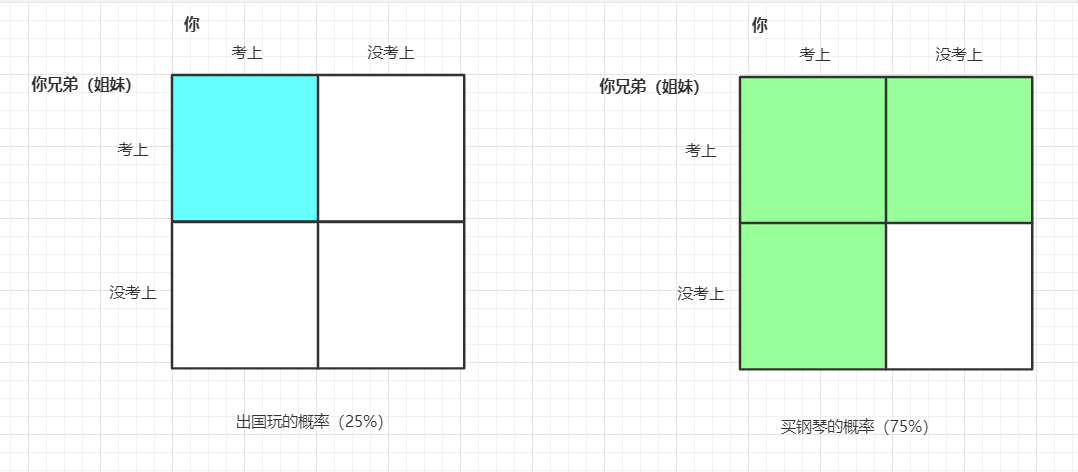 你
考上 没考上
你兄弟（姐妹）
考上
没考上
出国玩的概率（25%）
你
考上 没考上
你兄弟（姐妹）
考上
没考上
买钢琴的概率（75%）